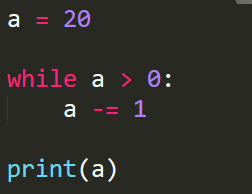 a = 20

while a > 0:
    a -= 1

print(a)